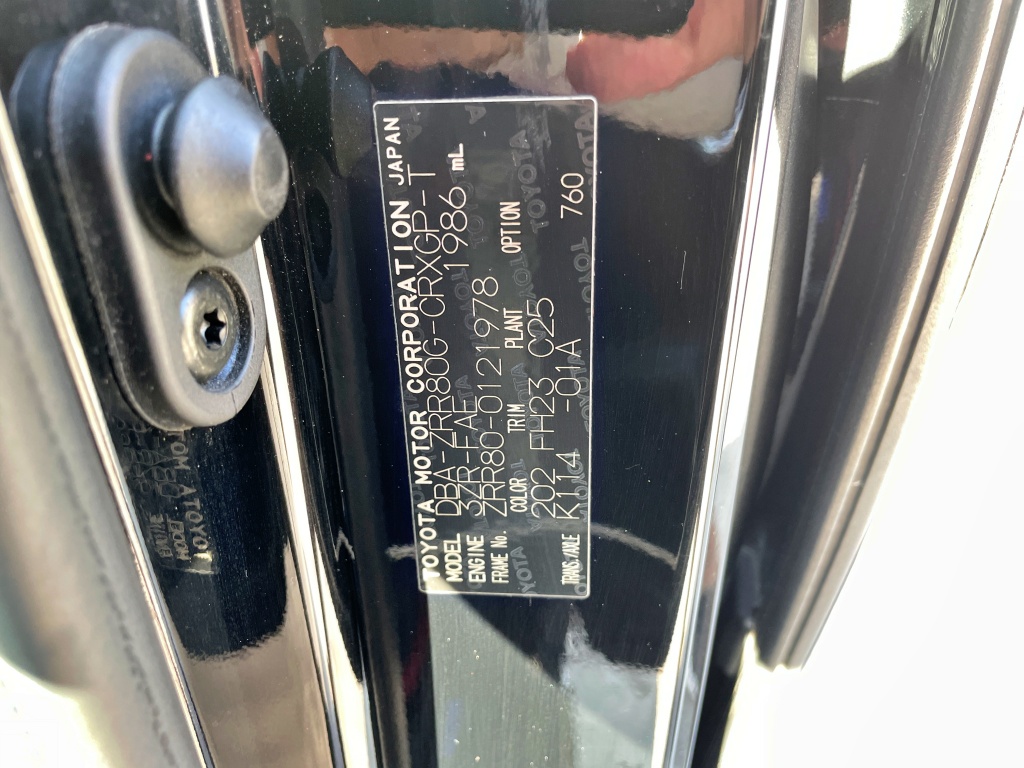 TOYOTA MOTOR CORPORATION JAPAN
MODEL DBA-ZRR80G-CRXGP-T
ENGINE 3ZR-FAE 1986 mL
FRAME No. ZRR80-0121978
COLOR TRIM PLANT OPTION
202 FH23 C25 760
TRANS./AXLE K114 -01A